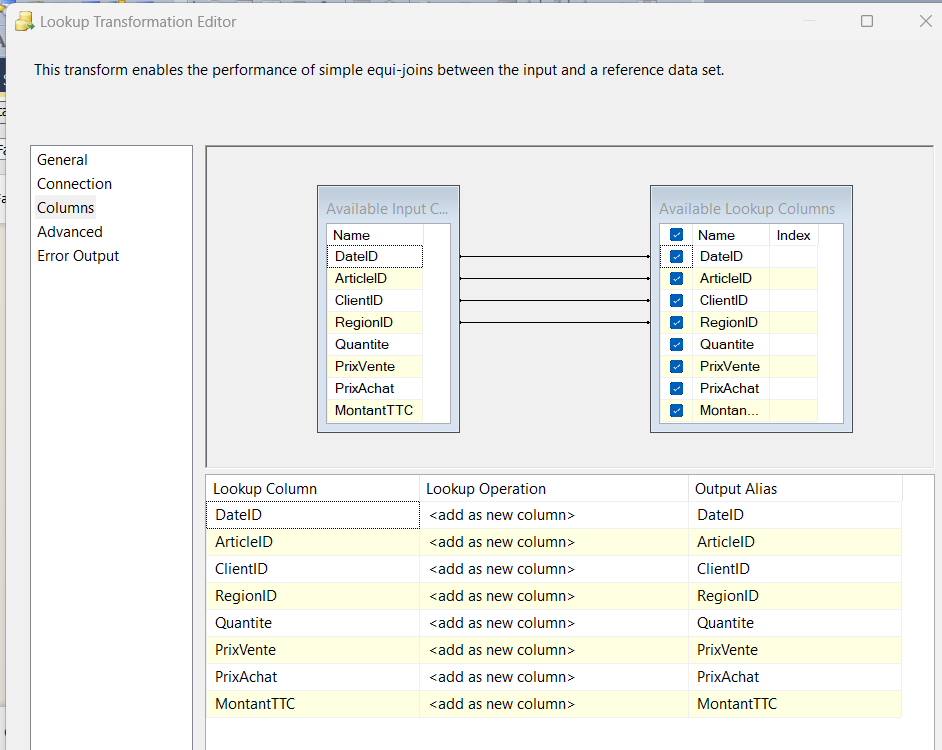 Lookup Transformation Editor
This transform enables the performance of simple equi-joins between the input and a reference data set.
General
Connection
Columns
Advanced
Error Output
Available Input C...
Name
DateID
ArticleID
ClientID
RegionID
Quantite
PrixVente
PrixAchat
MontantTTC
Available Lookup Columns
Name Index
DateID
ArticleID
ClientID
RegionID
Quantite
PrixVente
PrixAchat
Montan...
Lookup Column Lookup Operation Output Alias
DateID <add as new column> DateID
ArticleID <add as new column> ArticleID
ClientID <add as new column> ClientID
RegionID <add as new column> RegionID
Quantite <add as new column> Quantite
PrixVente <add as new column> PrixVente
PrixAchat <add as new column> PrixAchat
MontantTTC <add as new column> MontantTTC